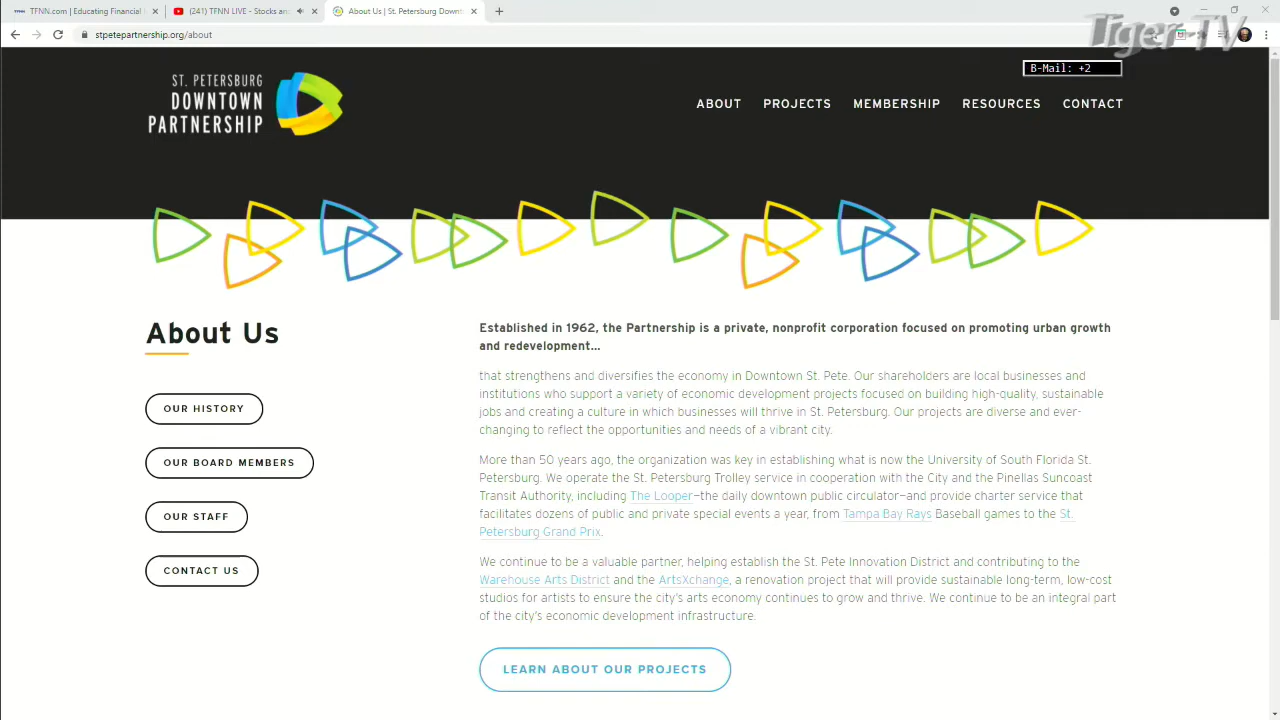 TFNN.com | Educating Financial I
(241) TFNN LIVE - Stocks an
About Us | St. Petersburg Down
stpetepartnership.org/about
Tiger TV
B-Mail: +2
ST. PETERSBURG
DOWNTOWN
PARTNERSHIP
ABOUT PROJECTS MEMBERSHIP RESOURCES CONTACT
About Us
OUR HISTORY
OUR BOARD MEMBERS
OUR STAFF
CONTACT US
Established in 1962, the Partnership is a private, nonprofit corporation focused on promoting urban growth
and redevelopment...
that strengthens and diversifies the economy in Downtown St. Pete. Our shareholders are local businesses and
institutions who support a variety of economic development projects focused on building high-quality, sustainable
jobs and creating a culture in which businesses will thrive in St. Petersburg. Our projects are diverse and ever-
changing to reflect the opportunities and needs of a vibrant city.
More than 50 years ago, the organization was key in establishing what is now the University of South Florida St.
Petersburg. We operate the St. Petersburg Trolley service in cooperation with the City and the Pinellas Suncoast
Transit Authority, including The Looper—the daily downtown public circulator—and provide charter service that
facilitates dozens of public and private special events a year, from Tampa Bay Rays Baseball games to the St.
Petersburg Grand Prix.
We continue to be a valuable partner, helping establish the St. Pete Innovation District and contributing to the
Warehouse Arts District and the ArtsXchange, a renovation project that will provide sustainable long-term, low-cost
studios for artists to ensure the city's arts economy continues to grow and thrive. We continue to be an integral part
of the city's economic development infrastructure.
LEARN ABOUT OUR PROJECTS